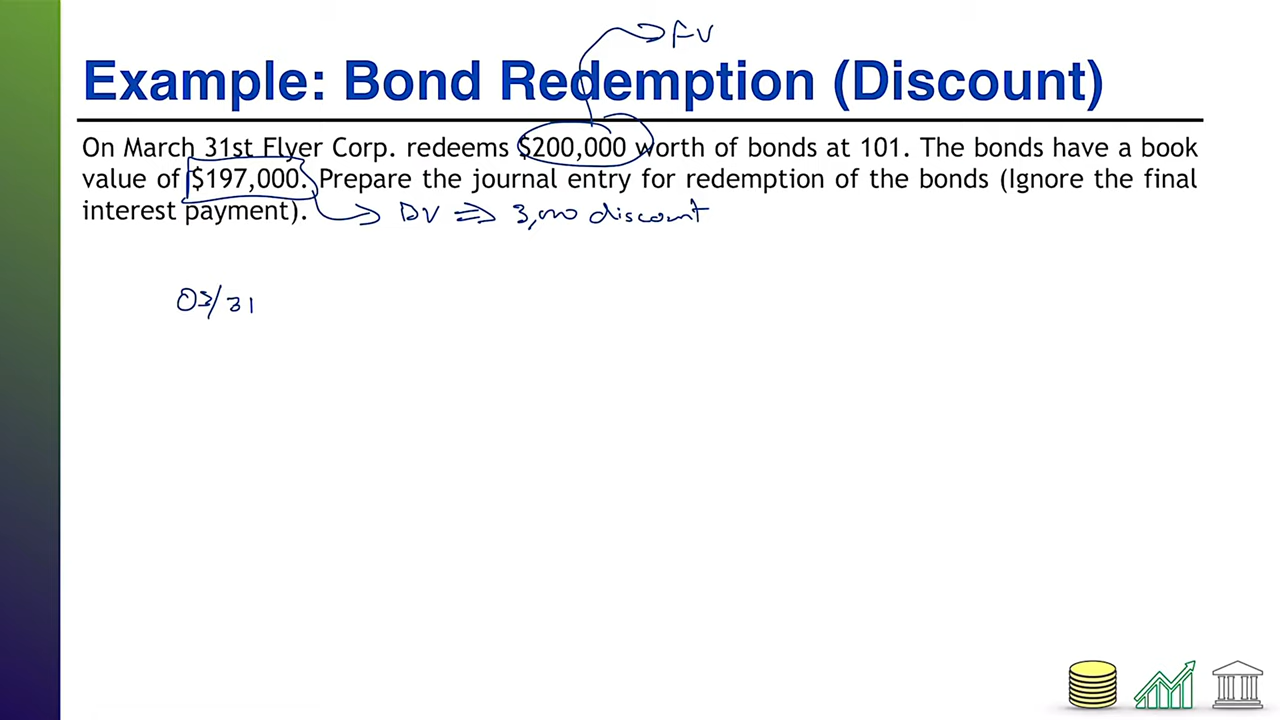 FV
Example: Bond Redemption (Discount)
On March 31st Flyer Corp. redeems $200,000 worth of bonds at 101. The bonds have a book
value of $197,000. Prepare the journal entry for redemption of the bonds (Ignore the final
interest payment). BV ⇒ 3,000 discount
03/31